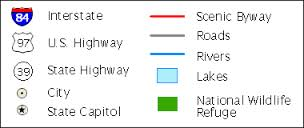 84 Interstate
97 U.S. Highway
39 State Highway
City
State Capitol
Scenic Byway
Roads
Rivers
Lakes
National Wildlife
Refuge